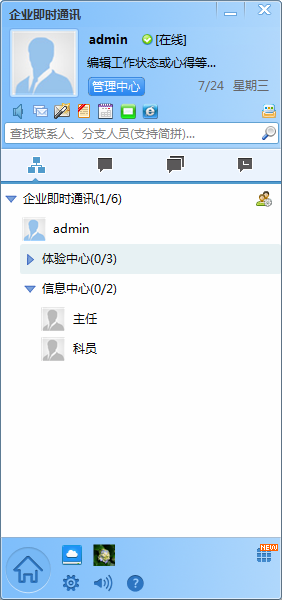 企业即时通讯
admin [在线]
编辑工作状态或心得等...
管理中心 7/24 星期三
查找联系人、分支人员(支持简拼)...
企业即时通讯(1/6)
admin
体验中心(0/3)
信息中心(0/2)
主任
科员
NEW